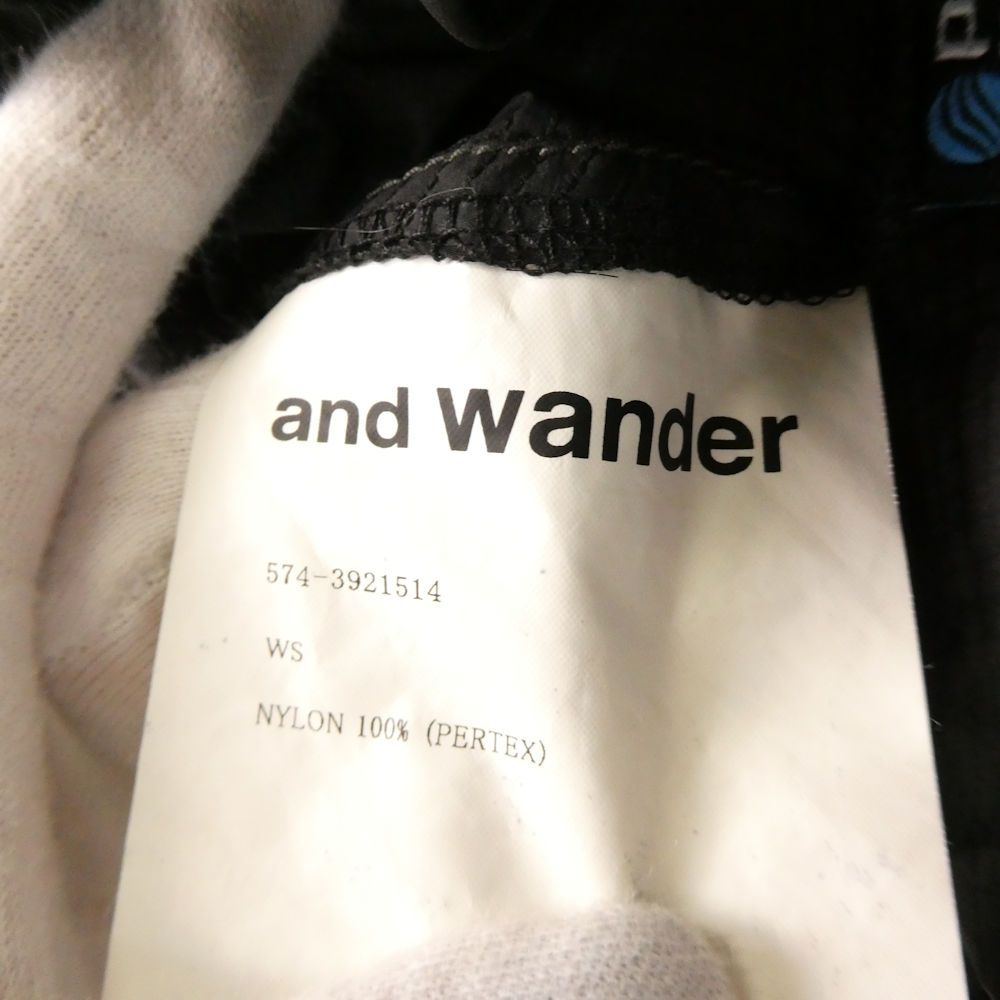 and wander
574-3921514
WS
NYLON 100% (PERTEX)